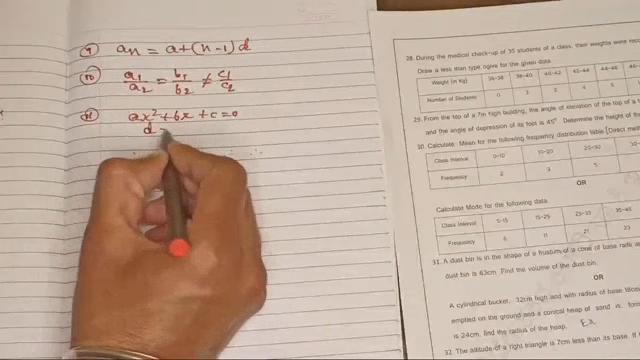 9) an = a+(n-1)d
10) a1/a2 = b1/b2 ≠ c1/c2
11) ax²+bx+c=0
d =
28. During the medical check-up of 35 students of a class, their weights were
Draw a less than type ogive for the given data.
Weight (in Kg) 36-38 38-40 40-42 42-44 44-46
Number of Students 0 3 2 4 5
29. From the top of a 7m high building, the angle of elevation of the top of a
and the angle of depression of its foot is 45°. Determine the height of the
30. Calculate: Mean for the following frequency distribution table [Direct
Class Interval 0-10 10-20 20-30
Frequency 2 3 5
OR
Calculate Mode for the following data.
Class Interval 5-15 15-25 25-35 35-45
Frequency 6 11 21 23
31. A dust bin is in the shape of a frustum of a cone of base radii
dust bin is 63cm. Find the volume of the dust bin.
OR
A cylindrical bucket, 32cm high and with radius of base
emptied on the ground and a conical heap of sand is
is 24cm, find the radius of the heap. Ex
32. The altitude of a right triangle is 7cm less than its base. If